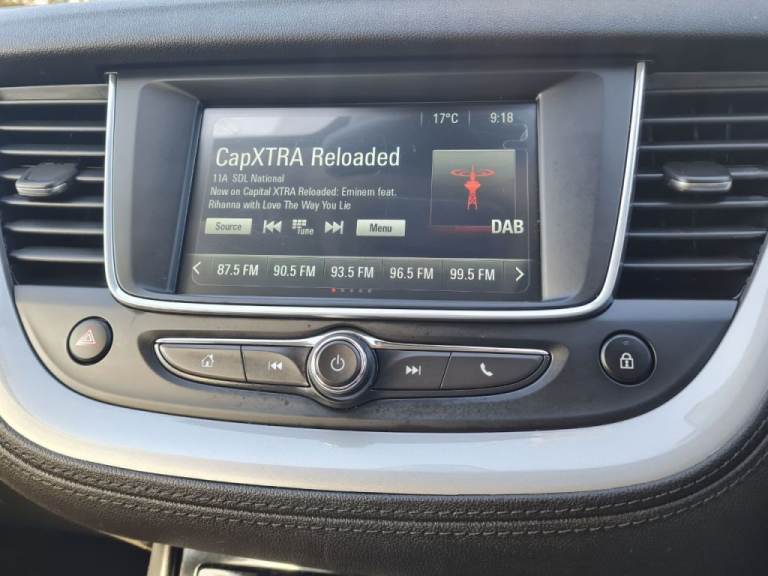 17°C 9:18
CapXTRA Reloaded
11A SDL National
Now on Capital XTRA Reloaded: Eminem feat.
Rihanna with Love The Way You Lie
Source Tune Menu
DAB
87.5 FM 90.5 FM 93.5 FM 96.5 FM 99.5 FM